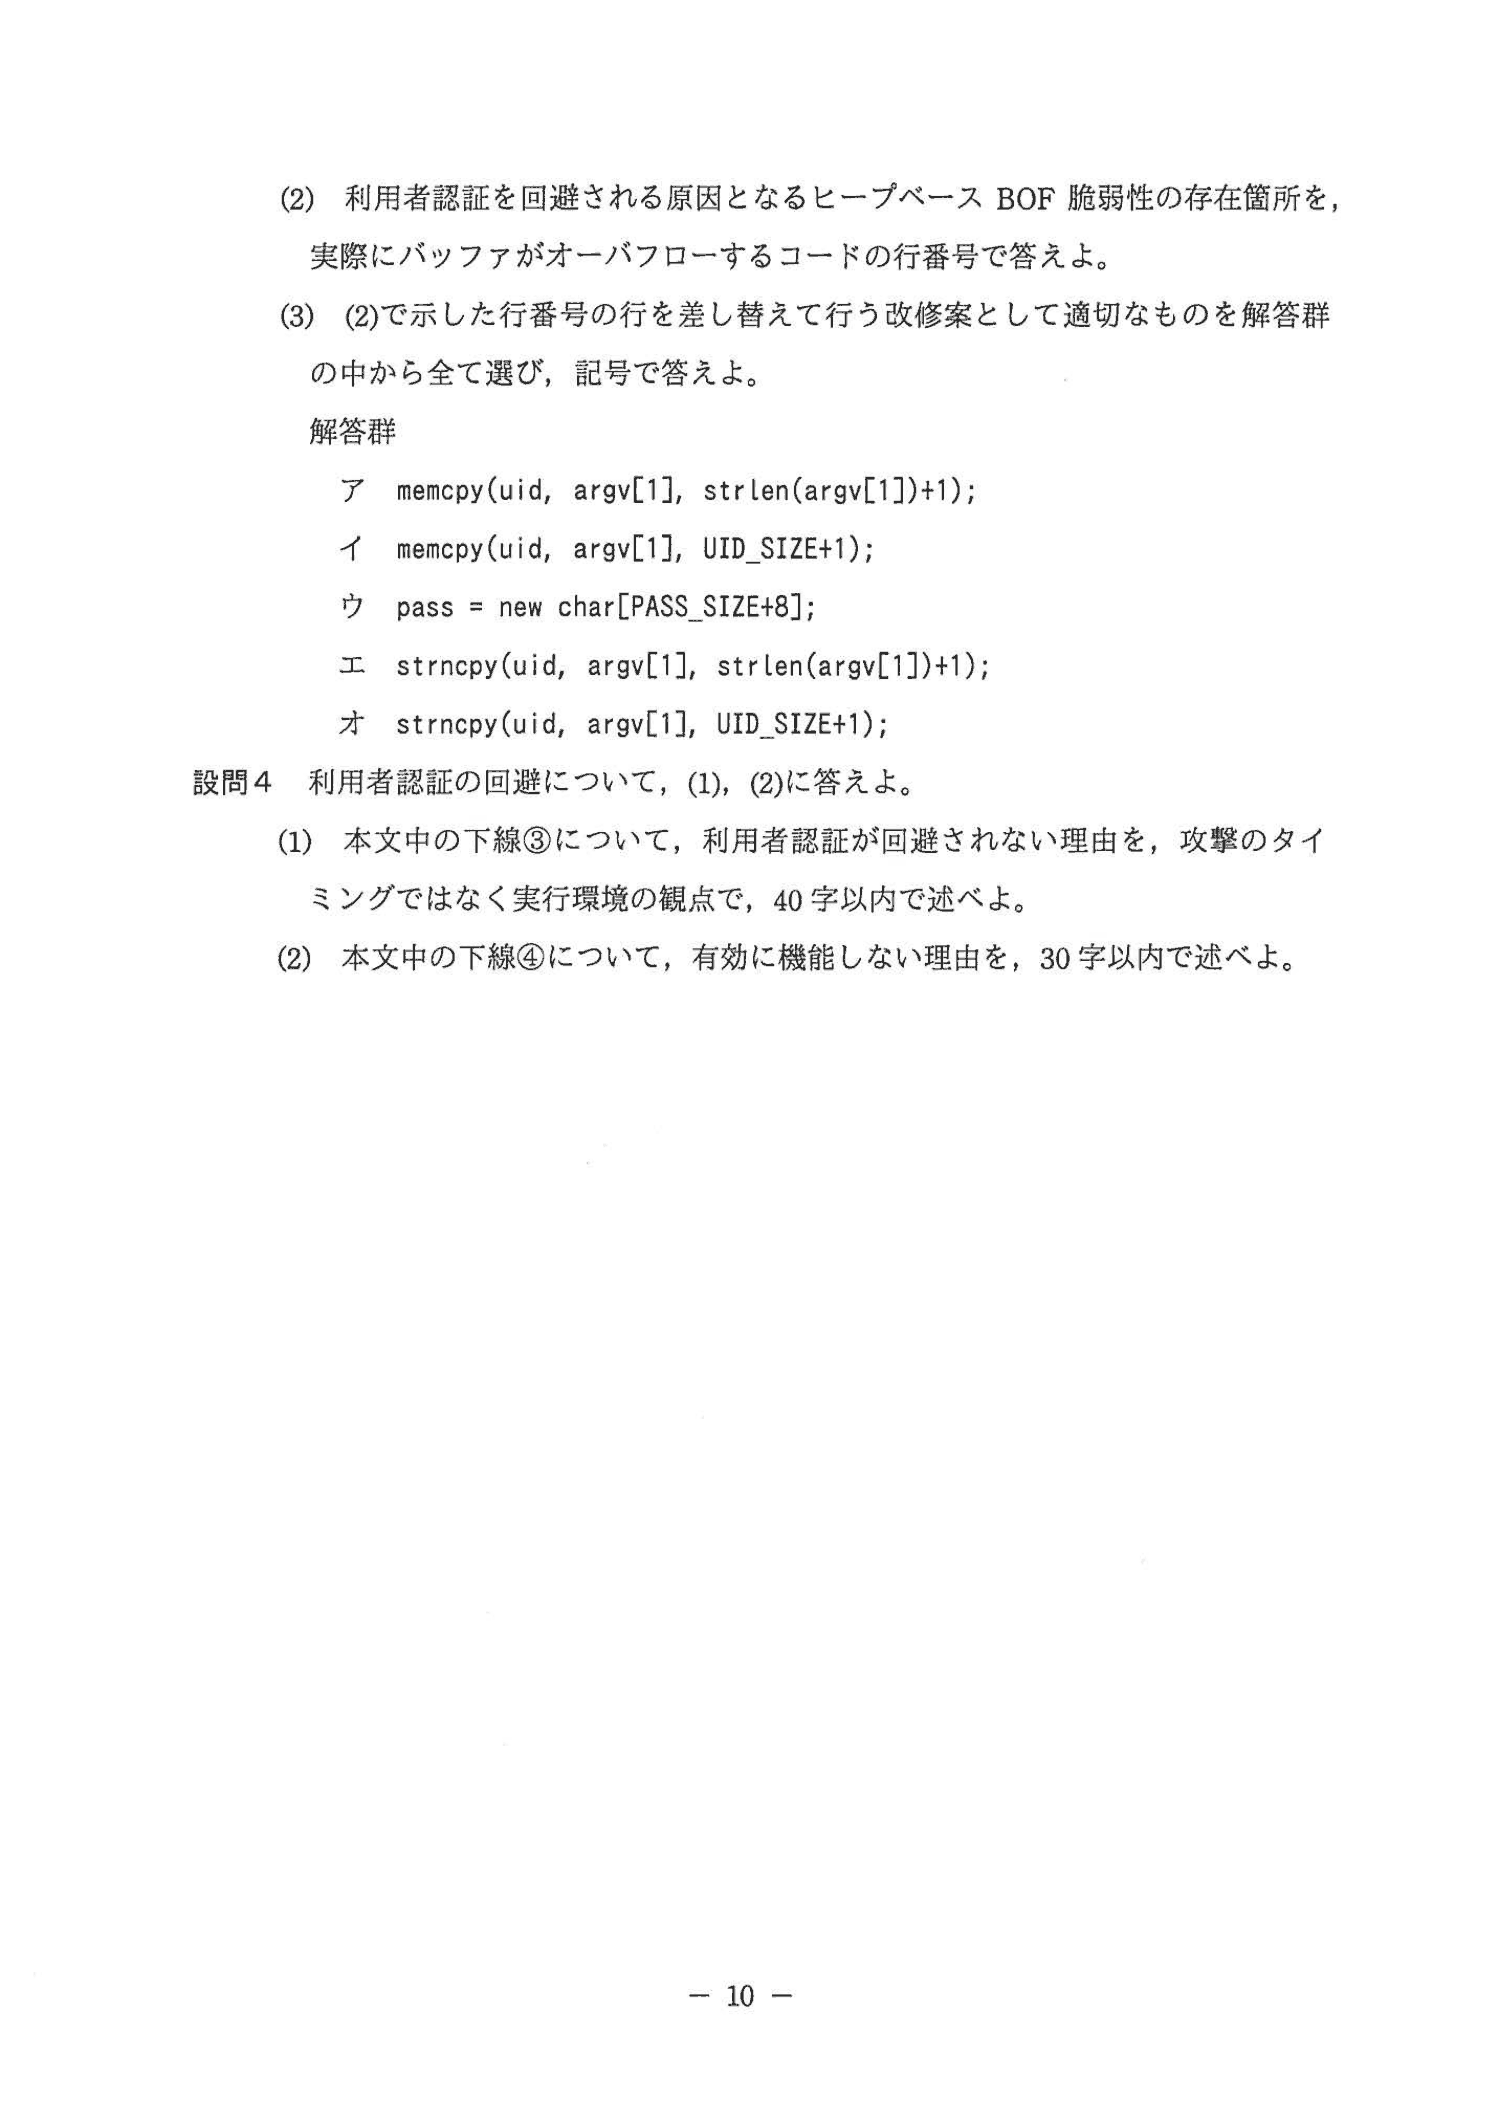 (2) 利用者認証を回避される原因となるヒープベース BOF 脆弱性の存在箇所を,
実際にバッファがオーバフローするコードの行番号で答えよ。
(3) (2)で示した行番号の行を差し替えて行う改修案として適切なものを解答群
の中から全て選び, 記号で答えよ。
解答群
ア memcpy(uid, argv[1], strlen(argv[1])+1);
イ memcpy(uid, argv[1], UID_SIZE+1);
ウ pass = new char[PASS_SIZE+8];
エ strncpy(uid, argv[1], strlen(argv[1])+1);
オ strncpy(uid, argv[1], UID_SIZE+1);
設問4 利用者認証の回避について, (1), (2)に答えよ。
(1) 本文中の下線③について, 利用者認証が回避されない理由を, 攻撃のタイ
ミングではなく実行環境の観点で, 40 字以内で述べよ。
(2) 本文中の下線④について, 有効に機能しない理由を, 30 字以内で述べよ。
− 10 −